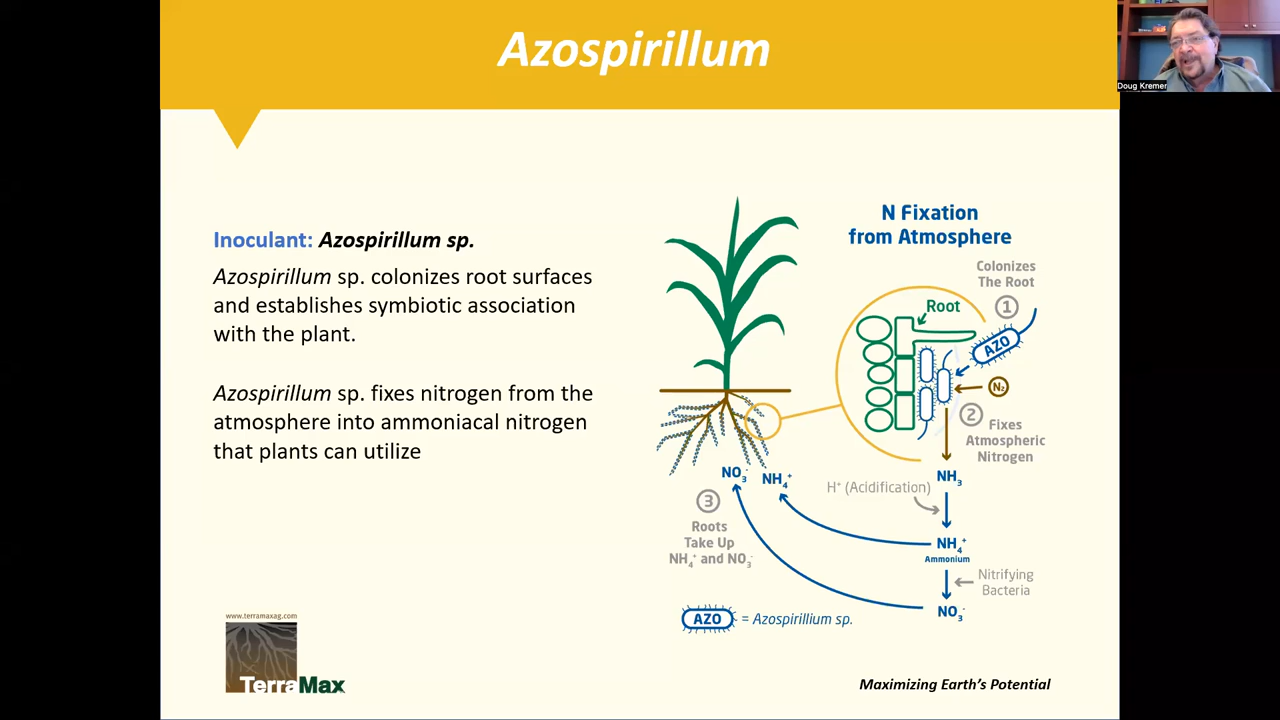 Azospirillum
Doug Kremer
Inoculant: Azospirillum sp.
Azospirillum sp. colonizes root surfaces
and establishes symbiotic association
with the plant.
Azospirillum sp. fixes nitrogen from the
atmosphere into ammoniacal nitrogen
that plants can utilize
N Fixation
from Atmosphere
Colonizes
The Root
1
Root
AZO
N₂
2
Fixes
Atmospheric
Nitrogen
NH₃
H⁺ (Acidification)
NH₄⁺
Ammonium
Nitrifying
Bacteria
NO₃⁻
NO₃⁻
NH₄⁺
3
Roots
Take Up
NH₄⁺ and NO₃⁻
AZO = Azospirillium sp.
www.terramaxag.com
TerraMax
Maximizing Earth's Potential